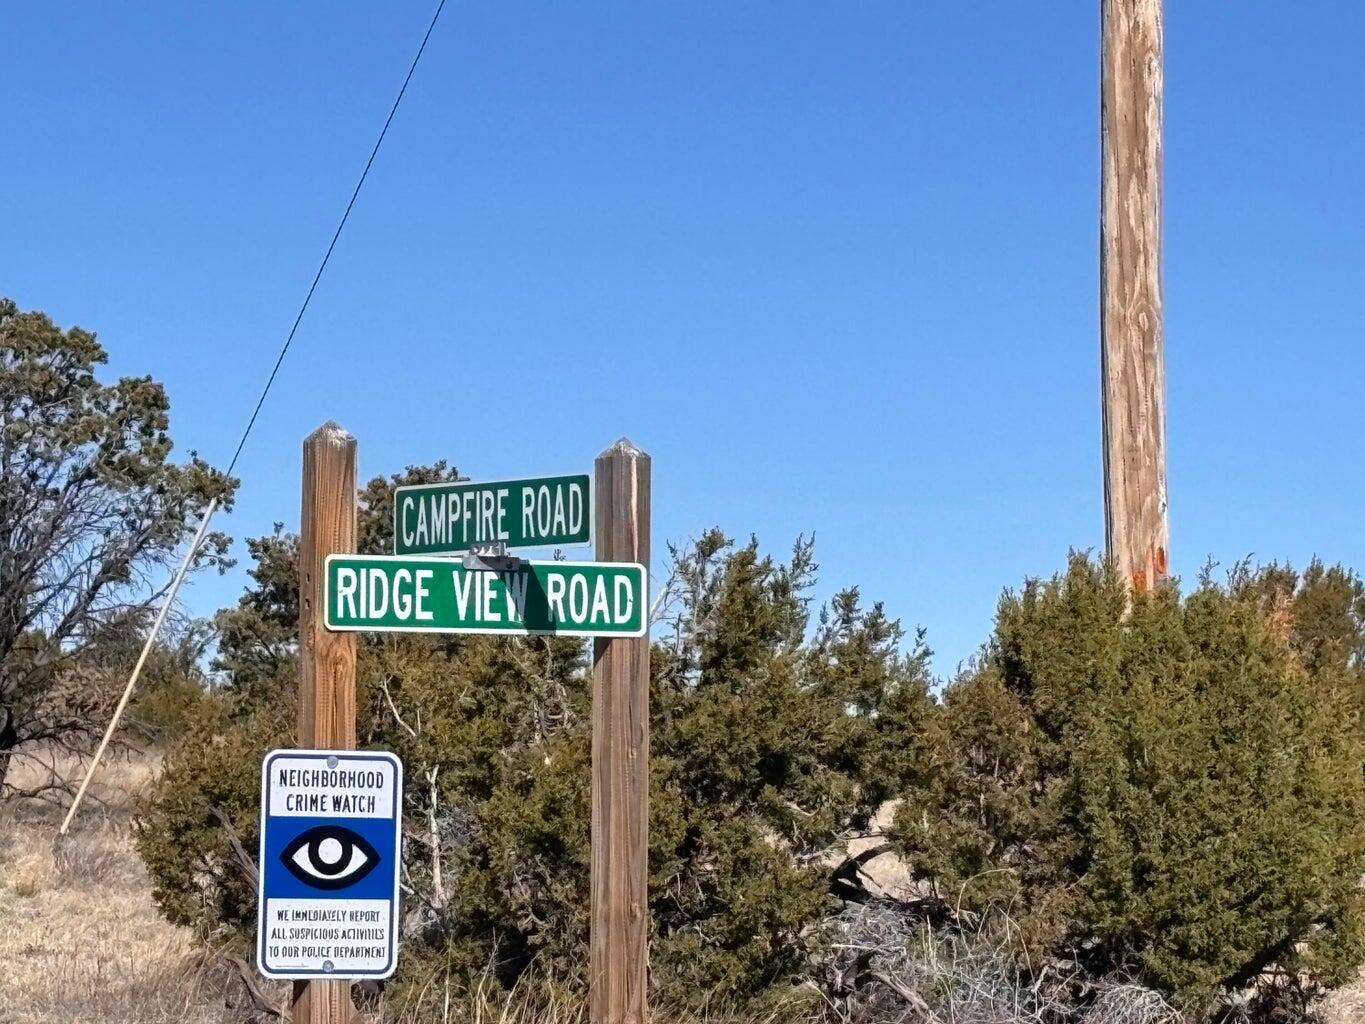 CAMPFIRE ROAD
RIDGE VIEW ROAD
NEIGHBORHOOD
CRIME WATCH
WE IMMEDIATELY REPORT
ALL SUSPICIOUS ACTIVITIES
TO OUR POLICE DEPARTMENT